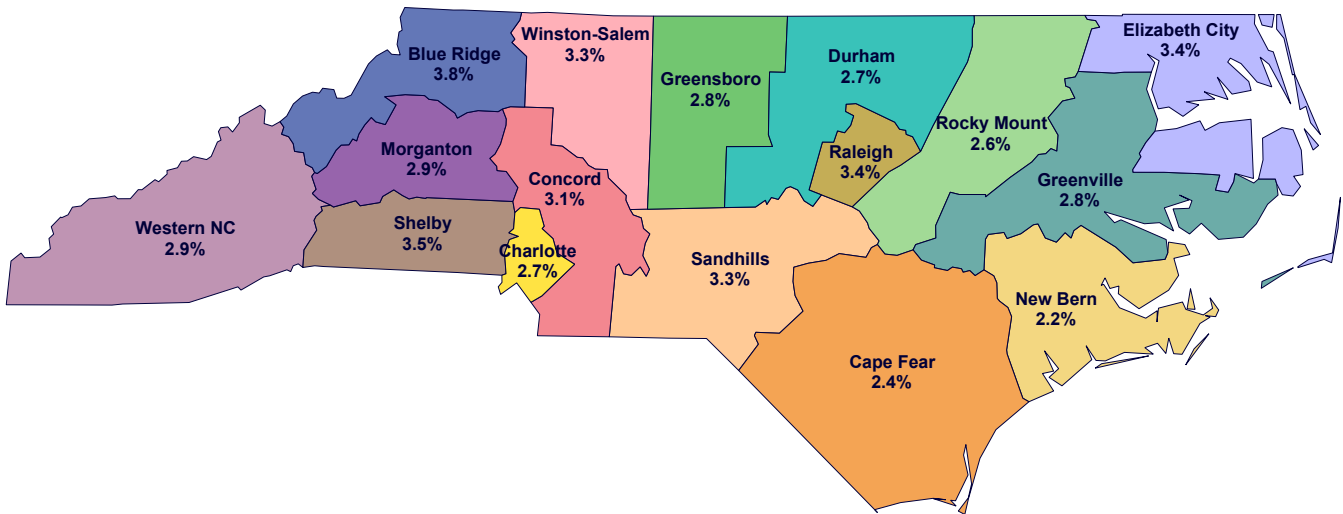 Elizabeth City
3.4%
Winston-Salem
3.3%
Blue Ridge
3.8%
Durham
2.7%
Greensboro
2.8%
Rocky Mount
2.6%
Morganton
2.9%
Raleigh
3.4%
Concord
3.1%
Greenville
2.8%
Western NC
2.9%
Shelby
3.5%
Charlotte
2.7%
Sandhills
3.3%
New Bern
2.2%
Cape Fear
2.4%